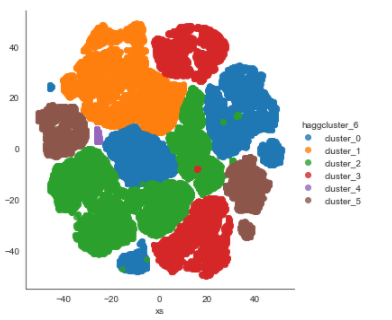 40
20
0
−20
−40
−40
−20
0
20
40
xs
haggcluster_6
cluster_0
cluster_1
cluster_2
cluster_3
cluster_4
cluster_5